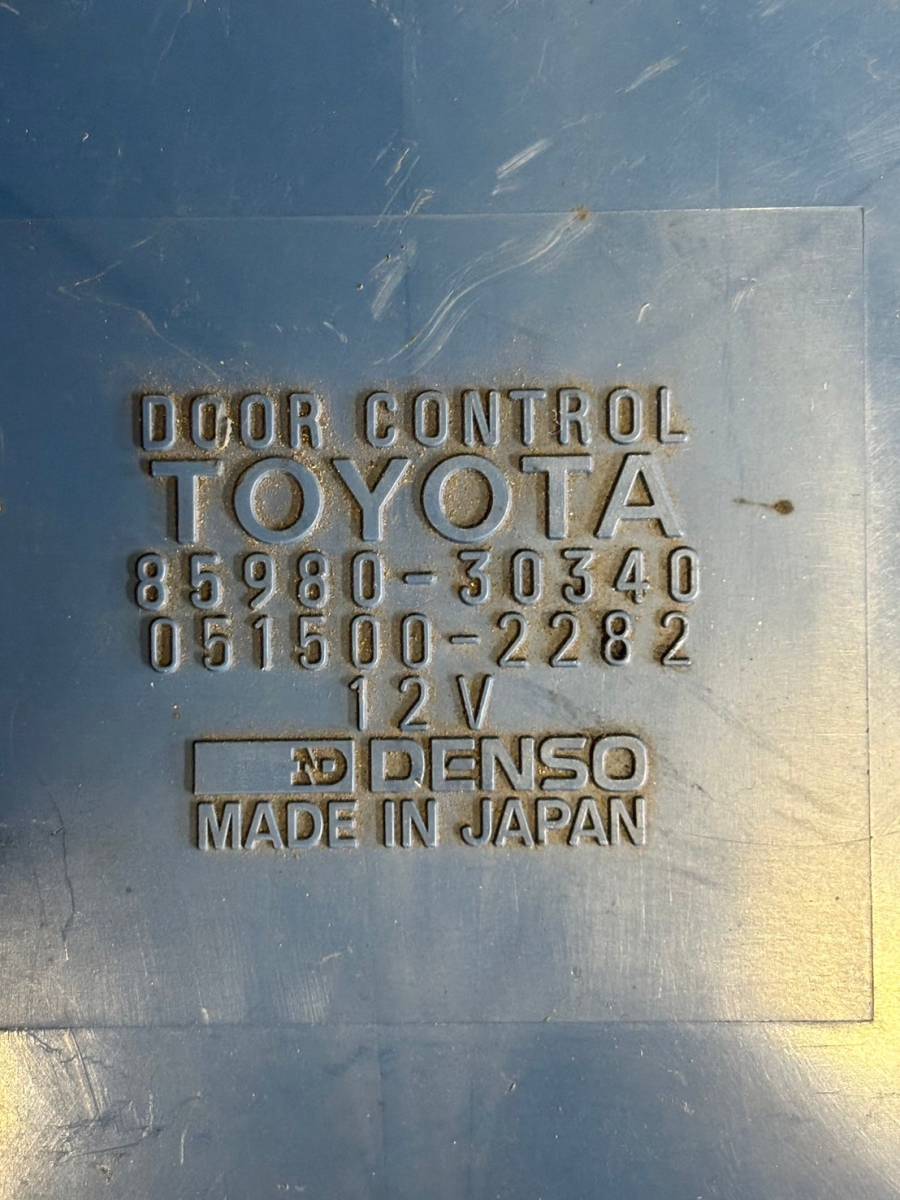 DOOR CONTROL
TOYOTA
85980-30340
051500-2282
12V
ND DENSO
MADE IN JAPAN